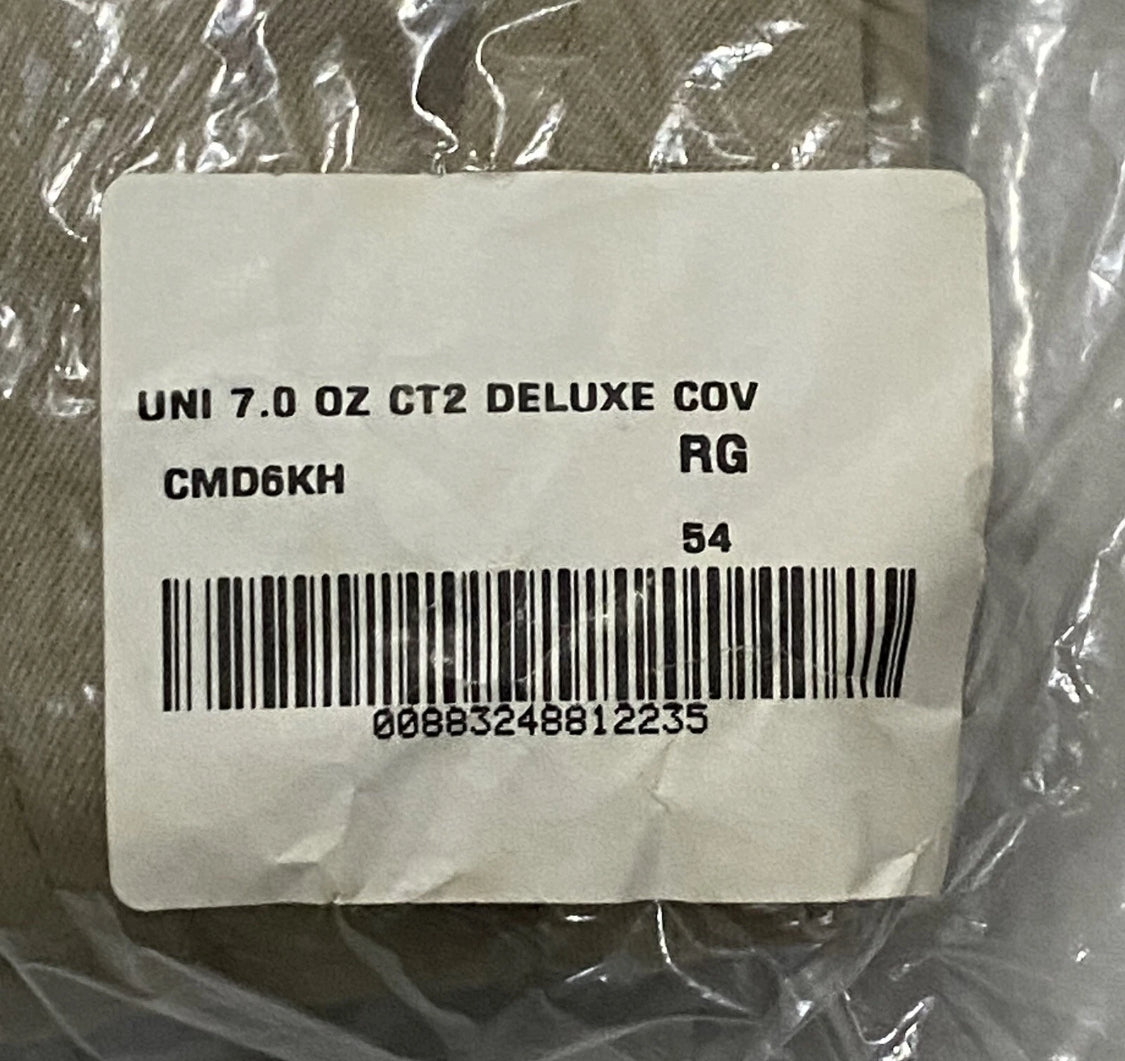 UNI 7.0 OZ CT2 DELUXE COV
CMD6KH RG
54
00883248812235